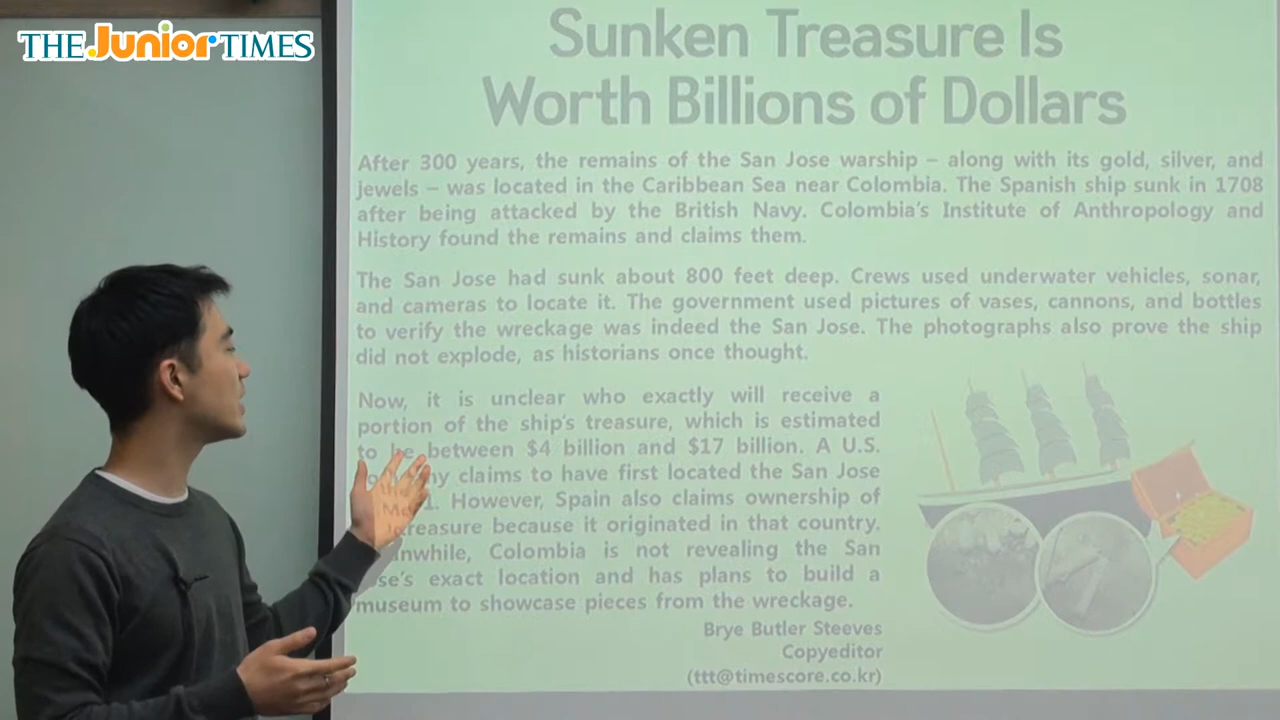 THE Junior TIMES
Sunken Treasure Is
Worth Billions of Dollars
After 300 years, the remains of the San Jose warship – along with its gold, silver, and
jewels – was located in the Caribbean Sea near Colombia. The Spanish ship sunk in 1708
after being attacked by the British Navy. Colombia's Institute of Anthropology and
History found the remains and claims them.
The San Jose had sunk about 800 feet deep. Crews used underwater vehicles, sonar,
and cameras to locate it. The government used pictures of vases, cannons, and bottles
to verify the wreckage was indeed the San Jose. The photographs also prove the ship
did not explode, as historians once thought.
Now, it is unclear who exactly will receive a
portion of the ship's treasure, which is estimated
to be between $4 billion and $17 billion. A U.S.
claims to have first located the San Jose
However, Spain also claims ownership of
treasure because it originated in that country.
Colombia is not revealing the San
exact location and has plans to build a
museum to showcase pieces from the wreckage.
Brye Butler Steeves
Copyeditor
(ttt@timescore.co.kr)